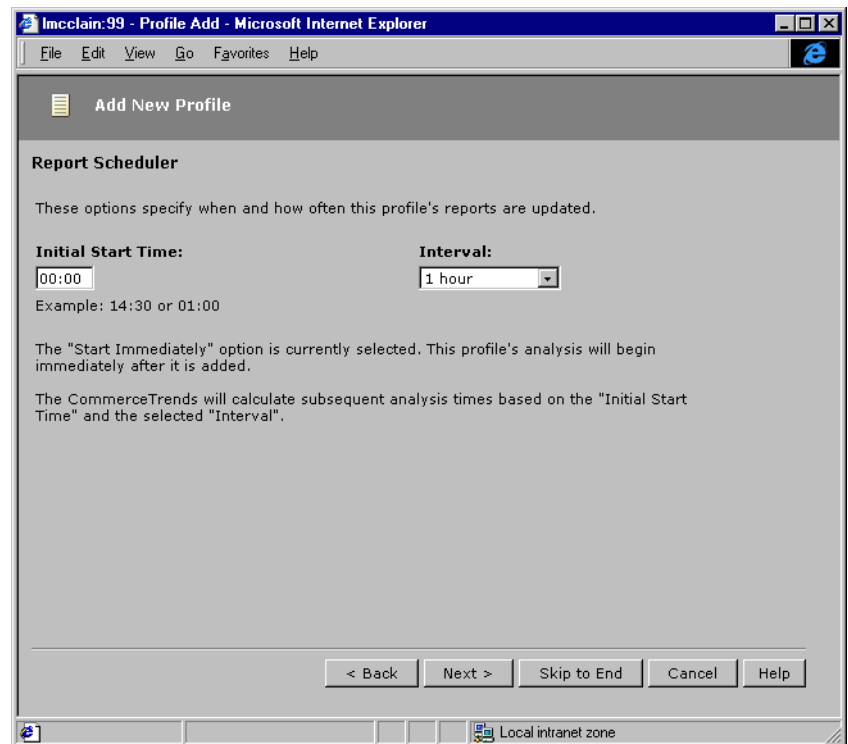 lmcclain:99 - Profile Add - Microsoft Internet Explorer
File Edit View Go Favorites Help
Add New Profile
Report Scheduler
These options specify when and how often this profile's reports are updated.
Initial Start Time: Interval:
00:00 1 hour
Example: 14:30 or 01:00
The "Start Immediately" option is currently selected. This profile's analysis will begin
immediately after it is added.
The CommerceTrends will calculate subsequent analysis times based on the "Initial Start
Time" and the selected "Interval".
< Back Next > Skip to End Cancel Help
Local intranet zone